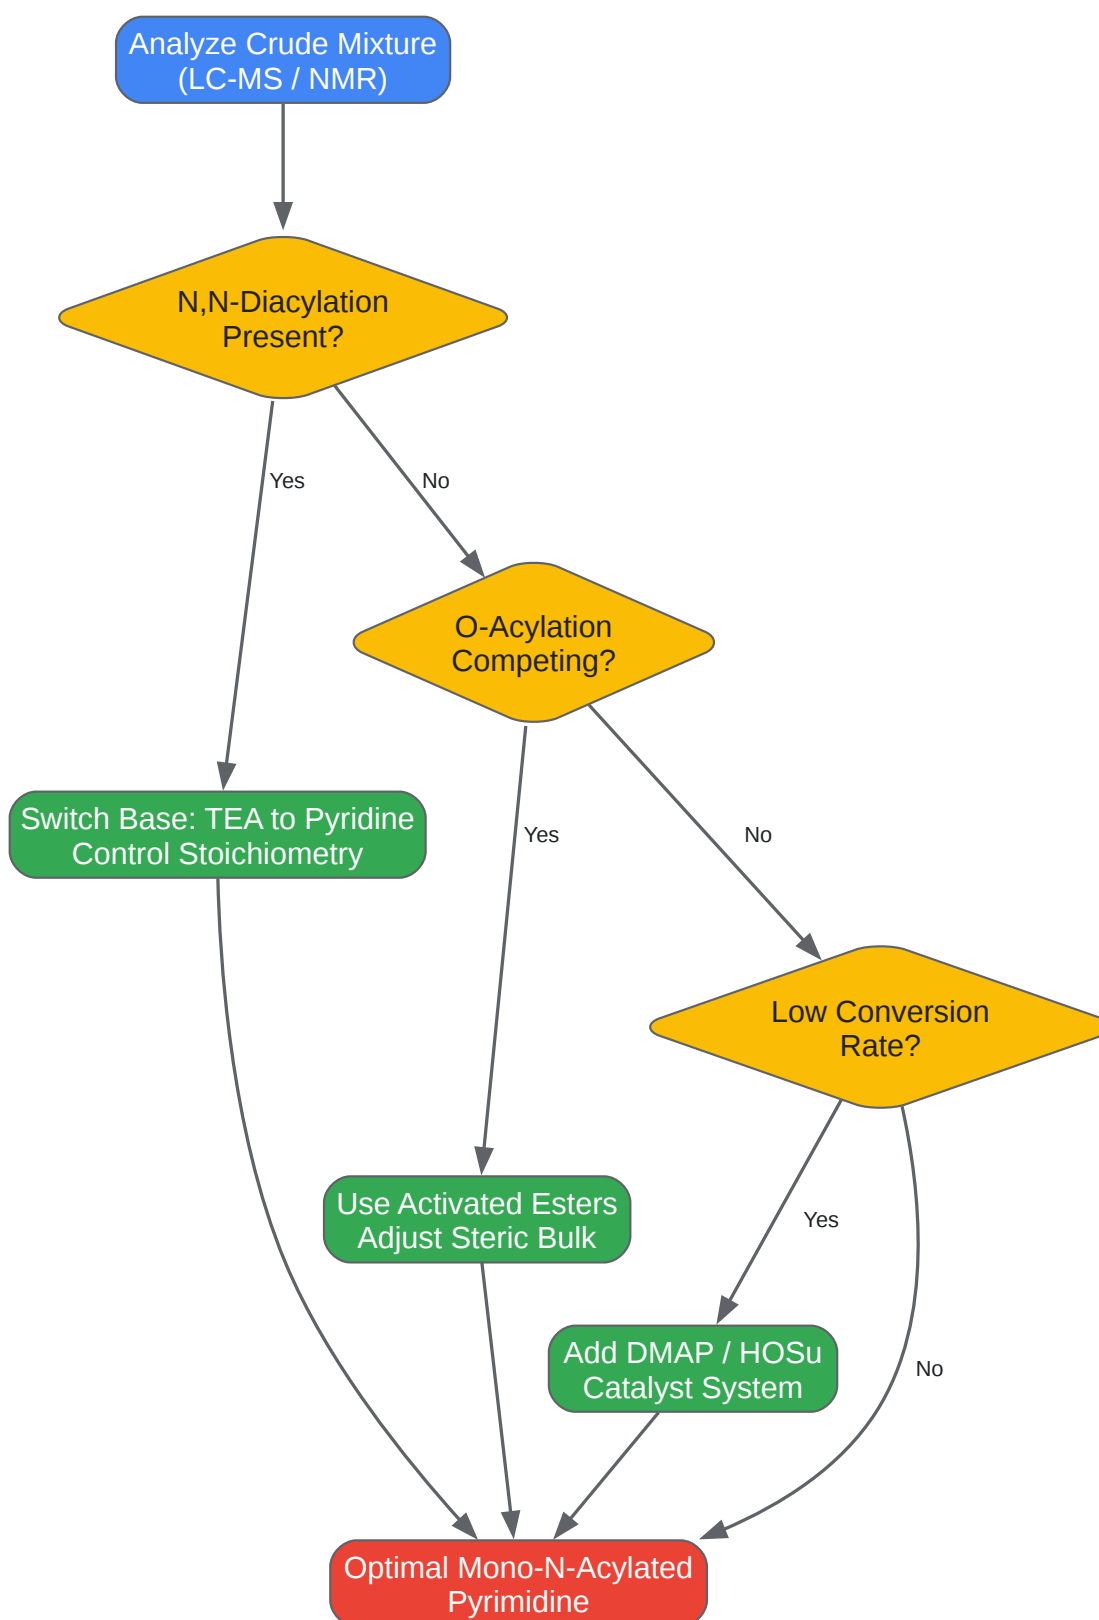 Analyze Crude Mixture
(LC-MS / NMR)
N,N-Diacylation
Present?
Yes
No
O-Acylation
Competing?
Switch Base: TEA to Pyridine
Control Stoichiometry
Yes
No
Low Conversion
Rate?
Use Activated Esters
Adjust Steric Bulk
Yes
No
Add DMAP / HOSu
Catalyst System
Optimal Mono-N-Acylated
Pyrimidine